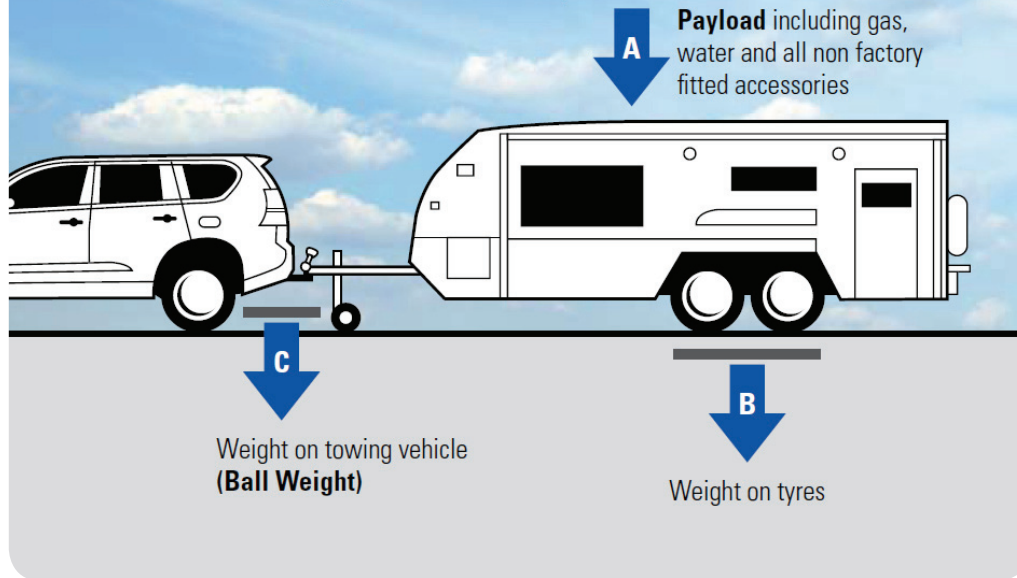 A
Payload including gas,
water and all non factory
fitted accessories
C
B
Weight on towing vehicle
(Ball Weight)
Weight on tyres